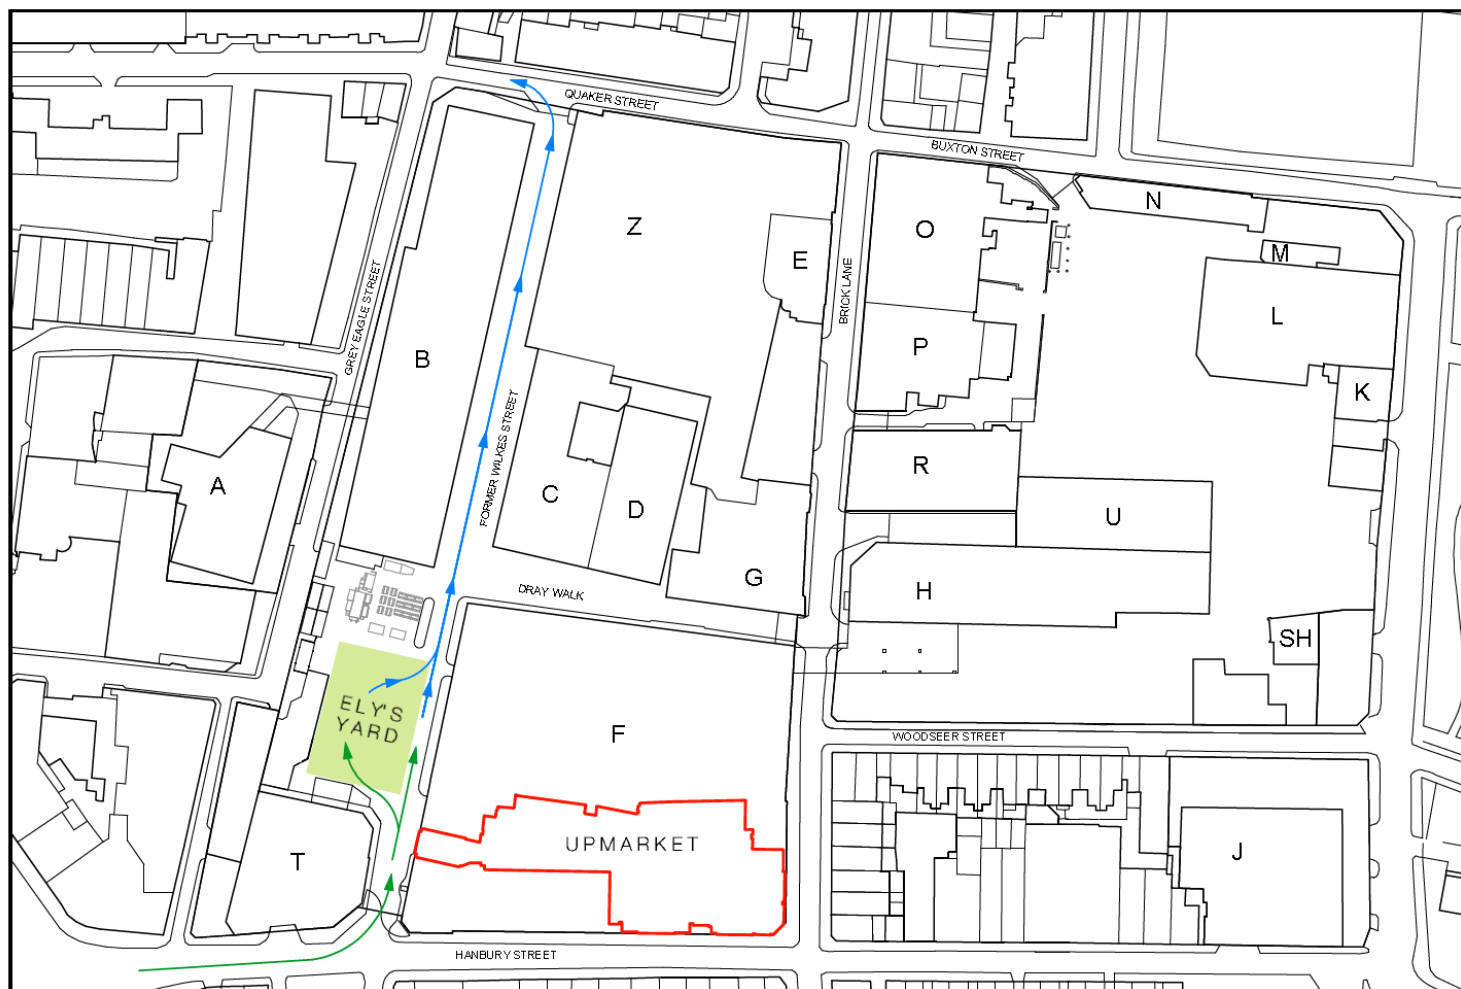 QUAKER STREET
BUXTON STREET
N
Z
O
E
M
GREY EAGLE STREET
BRICK LANE
L
B
P
K
FORMER WILKES STREET
A
R
C
D
U
G
DRAY WALK
H
SH
ELY'S
YARD
F
WOODSEER STREET
UPMARKET
T
J
HANBURY STREET